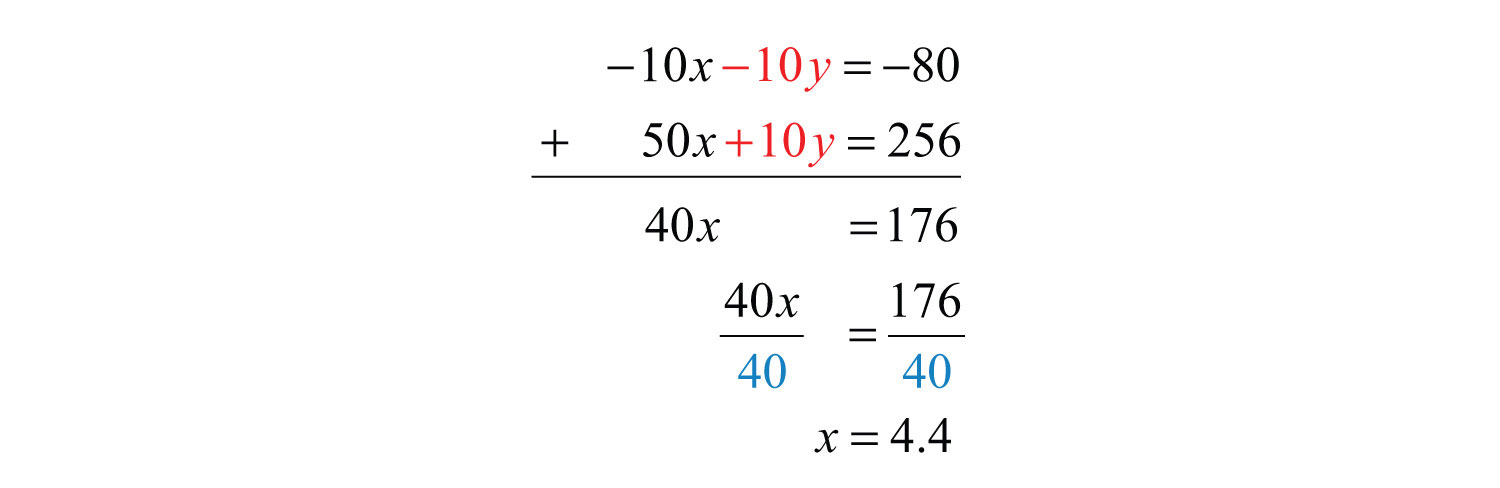 −10x−10y=−80
+ 50x+10y=256
40x =176
40x/40 =176/40
x=4.4